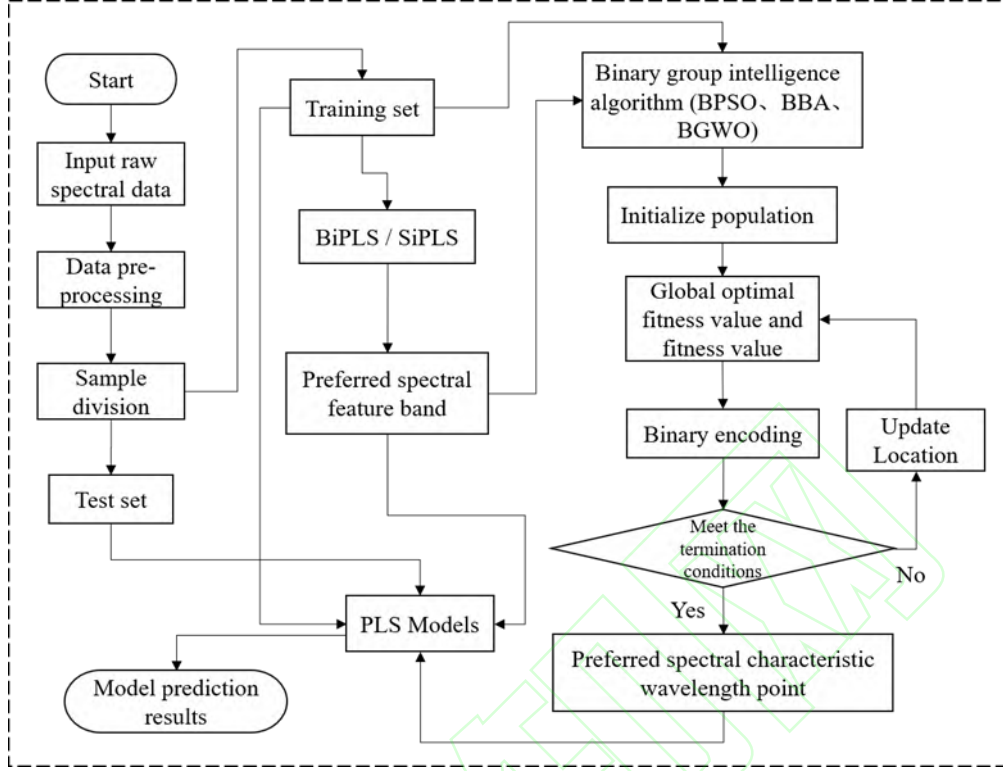 Start
Input raw
spectral data
Data pre-
processing
Sample
division
Test set
Training set
BiPLS / SiPLS
Preferred spectral
feature band
PLS Models
Model prediction
results
Binary group intelligence
algorithm (BPSO、BBA、
BGWO)
Initialize population
Global optimal
fitness value and
fitness value
Binary encoding
Update
Location
Meet the
termination
conditions
No
Yes
Preferred spectral characteristic
wavelength point